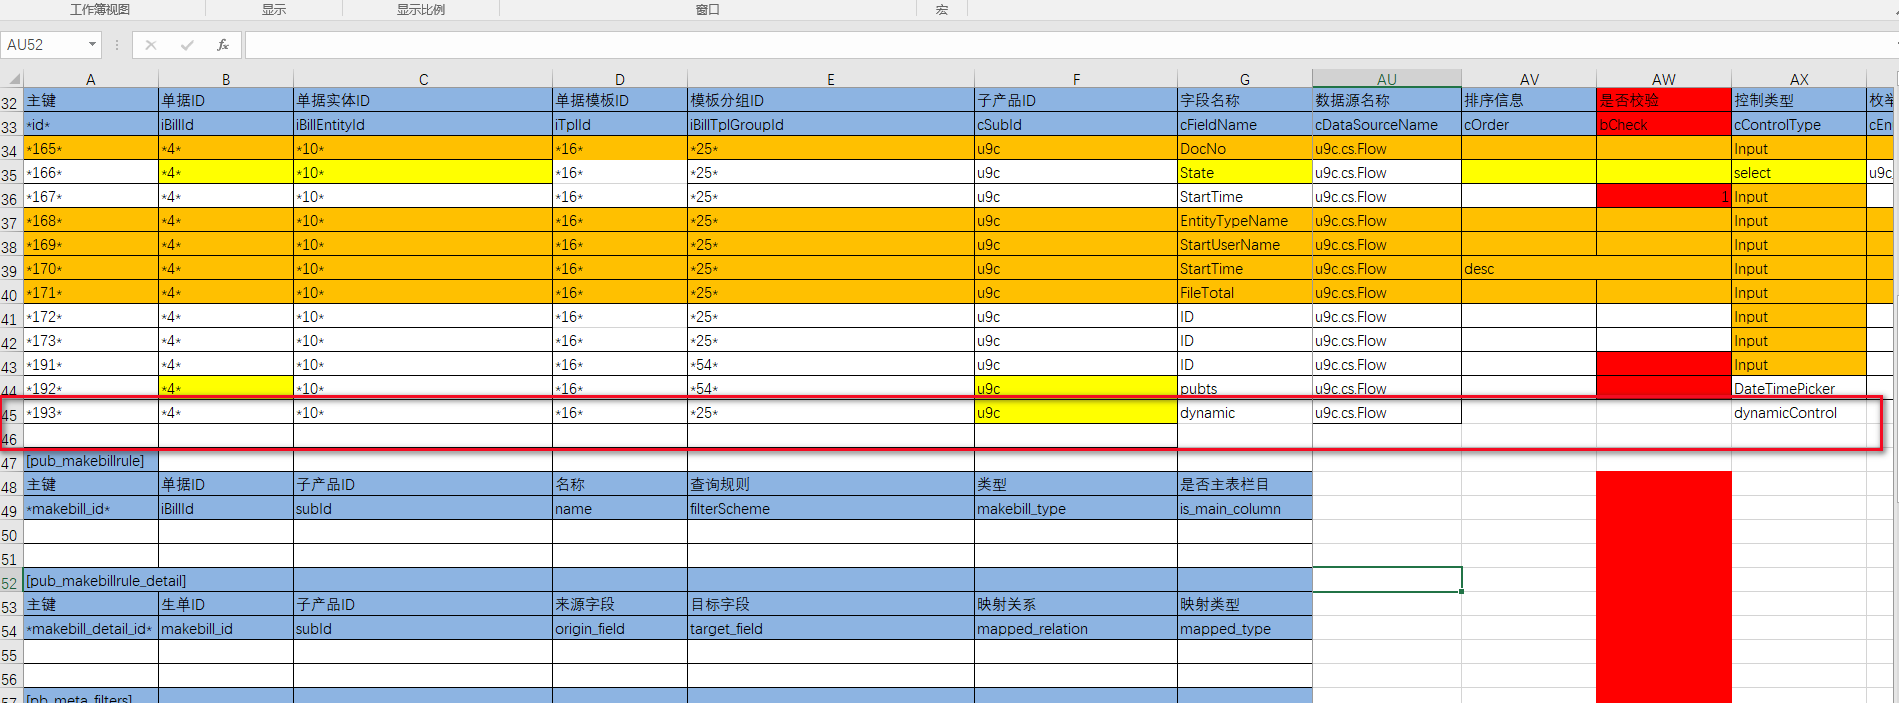 工作簿视图 显示 显示比例 窗口 宏
AU52 fx
A B C D E F G AU AV AW AX
32 主键 单据ID 单据实体ID 单据模板ID 模板分组ID 子产品ID 字段名称 数据源名称 排序信息 是否校验 控制类型 枚举
33 *id* iBillId iBillEntityId iTplId iBillTplGroupId cSubId cFieldName cDataSourceName cOrder bCheck cControlType cEn
34 *165* *4* *10* *16* *25* u9c DocNo u9c.cs.Flow Input
35 *166* *4* *10* *16* *25* u9c State u9c.cs.Flow select u9c,
36 *167* *4* *10* *16* *25* u9c StartTime u9c.cs.Flow 1 Input
37 *168* *4* *10* *16* *25* u9c EntityTypeName u9c.cs.Flow Input
38 *169* *4* *10* *16* *25* u9c StartUserName u9c.cs.Flow Input
39 *170* *4* *10* *16* *25* u9c StartTime u9c.cs.Flow desc Input
40 *171* *4* *10* *16* *25* u9c FileTotal u9c.cs.Flow Input
41 *172* *4* *10* *16* *25* u9c ID u9c.cs.Flow Input
42 *173* *4* *10* *16* *25* u9c ID u9c.cs.Flow Input
43 *191* *4* *10* *16* *54* u9c ID u9c.cs.Flow Input
44 *192* *4* *10* *16* *54* u9c pubts u9c.cs.Flow DateTimePicker
45 *193* *4* *10* *16* *25* u9c dynamic u9c.cs.Flow dynamicControl
46
47 [pub_makebillrule]
48 主键 单据ID 子产品ID 名称 查询规则 类型 是否主表栏目
49 *makebill_id* iBillId subId name filterScheme makebill_type is_main_column
50
51
52 [pub_makebillrule_detail]
53 主键 生单ID 子产品ID 来源字段 目标字段 映射关系 映射类型
54 *makebill_detail_id* makebill_id subId origin_field target_field mapped_relation mapped_type
55
56
57 [pb_meta_filters]